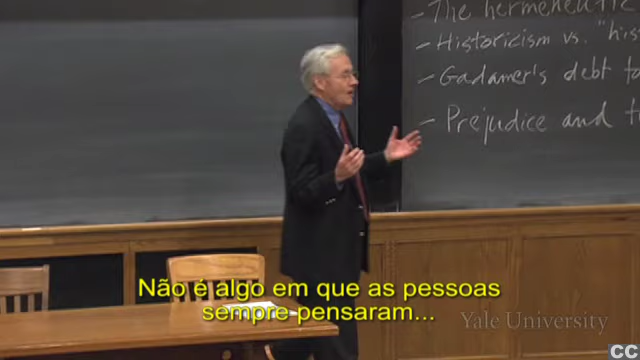 - The hermeneutic
- Historicism vs. "his
- Gadamer's debt to
- Prejudice and t
Não é algo em que as pessoas
sempre pensaram...
Yale University
CC